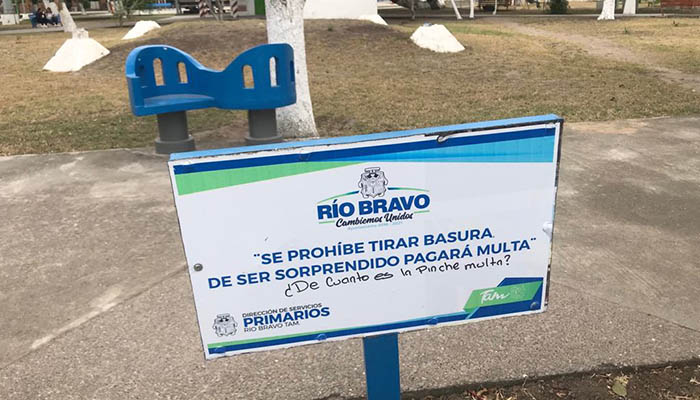 RÍO BRAVO
Cambiemos Unidos
"SE PROHÍBE TIRAR BASURA
DE SER SORPRENDIDO PAGARÁ MULTA"
¿De Cuanto es la Pinche multa?
DIRECCIÓN DE SERVICIOS
PRIMARIOS
RIO BRAVO TAM.
Tam